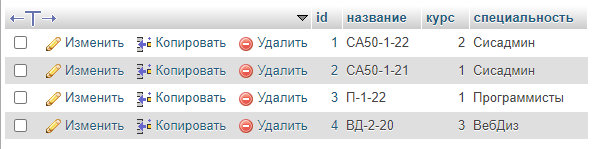 id название курс специальность
Изменить Копировать Удалить 1 СА50-1-22 2 Сисадмин
Изменить Копировать Удалить 2 СА50-1-21 1 Сисадмин
Изменить Копировать Удалить 3 П-1-22 1 Программисты
Изменить Копировать Удалить 4 ВД-2-20 3 ВебДиз